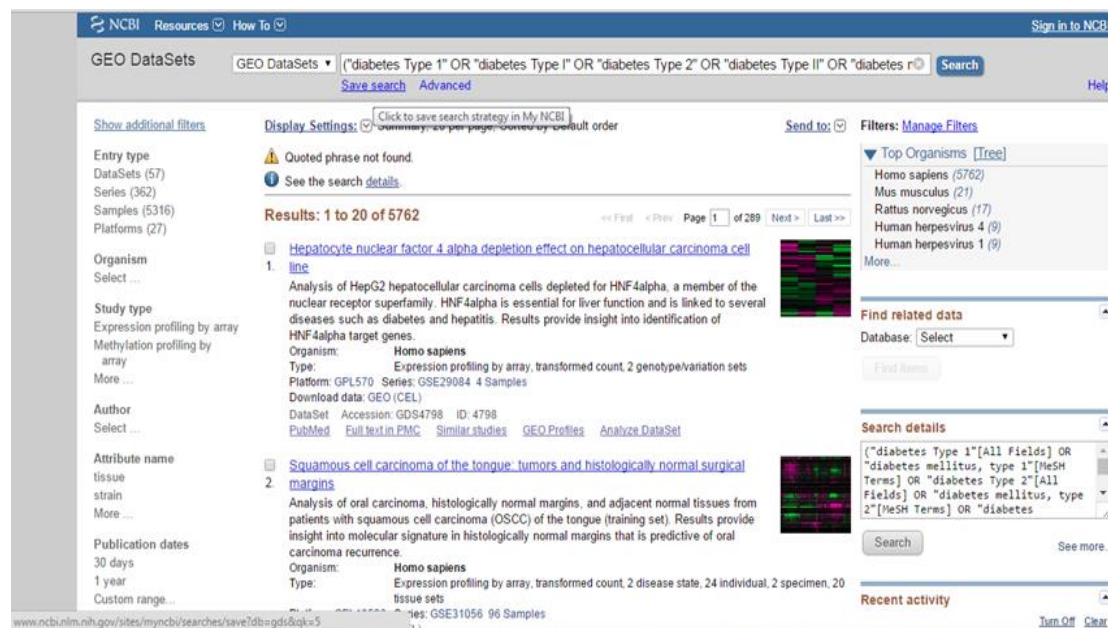 NCBI Resources How To Sign in to NCB
GEO DataSets GEO DataSets ("diabetes Type 1" OR "diabetes Type I" OR "diabetes Type 2" OR "diabetes Type II" OR "diabetes r Search
Save search Advanced Help
Click to save search strategy in My NCBI
Show additional filters
Entry type
DataSets (57)
Series (362)
Samples (5316)
Platforms (27)
Organism
Select ...
Study type
Expression profiling by array
Methylation profiling by
array
More ...
Author
Select ...
Attribute name
tissue
strain
More ...
Publication dates
30 days
1 year
Custom range...
Display Settings: Summary, 20 per page, Sorted by Default order Send to:
Quoted phrase not found.
See the search details.
Results: 1 to 20 of 5762 << First < Prev Page 1 of 289 Next > Last >>
Hepatocyte nuclear factor 4 alpha depletion effect on hepatocellular carcinoma cell
1. line
Analysis of HepG2 hepatocellular carcinoma cells depleted for HNF4alpha, a member of the
nuclear receptor superfamily. HNF4alpha is essential for liver function and is linked to several
diseases such as diabetes and hepatitis. Results provide insight into identification of
HNF4alpha target genes.
Organism: Homo sapiens
Type: Expression profiling by array, transformed count, 2 genotype/variation sets
Platform: GPL570 Series: GSE29084 4 Samples
Download data: GEO (CEL)
DataSet Accession: GDS4798 ID: 4798
PubMed Full text in PMC Similar studies GEO Profiles Analyze DataSet
Squamous cell carcinoma of the tongue: tumors and histologically normal surgical
2. margins
Analysis of oral carcinoma, histologically normal margins, and adjacent normal tissues from
patients with squamous cell carcinoma (OSCC) of the tongue (training set). Results provide
insight into molecular signature in histologically normal margins that is predictive of oral
carcinoma recurrence.
Organism: Homo sapiens
Type: Expression profiling by array, transformed count, 2 disease state, 24 individual, 2 specimen, 20
tissue sets
GSE31056 96 Samples
Filters: Manage Filters
Top Organisms [Tree]
Homo sapiens (5762)
Mus musculus (21)
Rattus norvegicus (17)
Human herpesvirus 4 (9)
Human herpesvirus 1 (9)
More...
Find related data
Database: Select
Find items
Search details
("diabetes Type 1"[All Fields] OR
"diabetes mellitus, type 1"[MeSH
Terms] OR "diabetes Type 2"[All
Fields] OR "diabetes mellitus, type
2"[MeSH Terms] OR "diabetes
Search See more.
Recent activity
Turn Off Clear
www.ncbi.nlm.nih.gov/sites/myncbi/searches/save?db=gds&qk=5